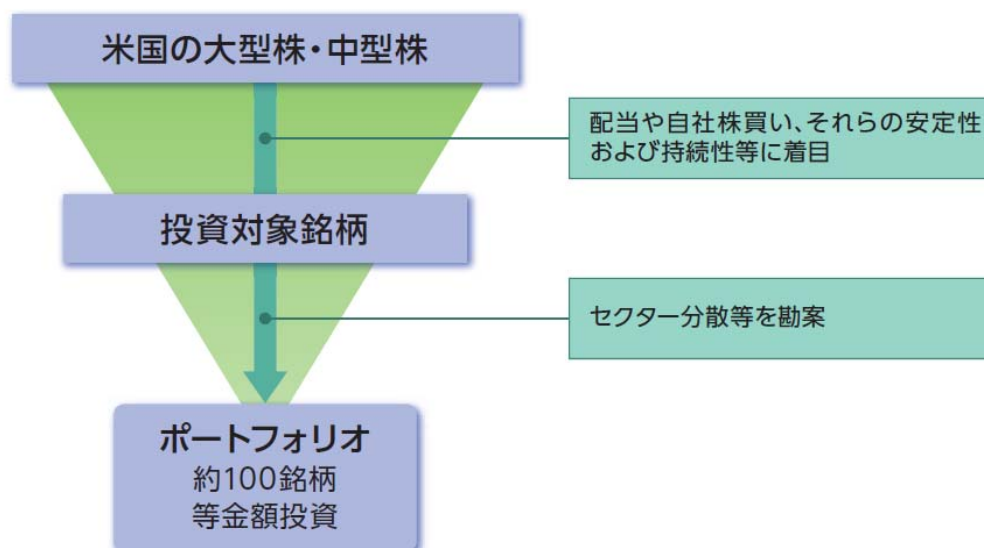 米国の大型株・中型株
配当や自社株買い、それらの安定性
および持続性等に着目
投資対象銘柄
セクター分散等を勘案
ポートフォリオ
約100銘柄
等金額投資